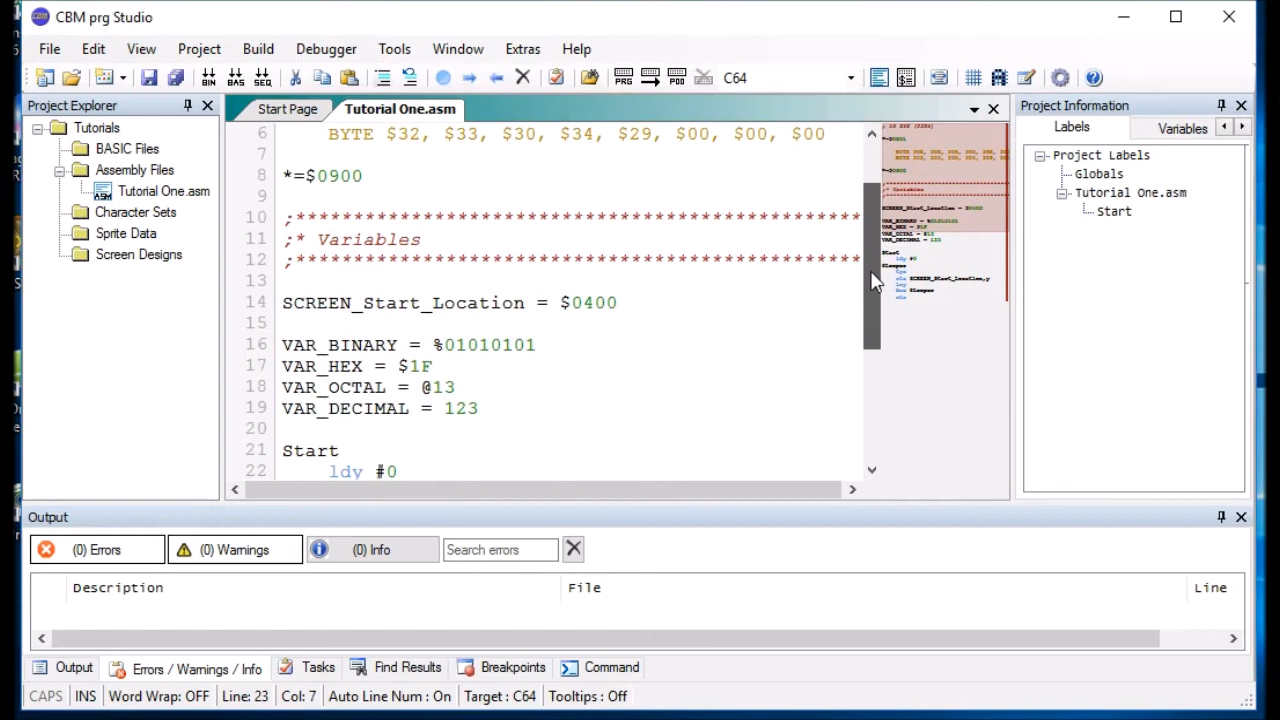 CBM prg Studio
File Edit View Project Build Debugger Tools Window Extras Help
BIN BAS SEQ PRG POD C64
Project Explorer
Tutorials
BASIC Files
Assembly Files
Tutorial One.asm
Character Sets
Sprite Data
Screen Designs
Start Page Tutorial One.asm
6 BYTE $32, $33, $30, $34, $29, $00, $00, $00
7
8 *=$0900
9
10 ;****************************************
11 ;* Variables
12 ;****************************************
13
14 SCREEN_Start_Location = $0400
15
16 VAR_BINARY = %01010101
17 VAR_HEX = $1F
18 VAR_OCTAL = @13
19 VAR_DECIMAL = 123
20
21 Start
22 ldy #0
Project Information
Labels Variables
Project Labels
Globals
Tutorial One.asm
Start
Output
(0) Errors (0) Warnings (0) Info Search errors
Description File Line
Output Errors / Warnings / Info Tasks Find Results Breakpoints Command
CAPS INS Word Wrap: OFF Line: 23 Col: 7 Auto Line Num : On Target : C64 Tooltips : Off